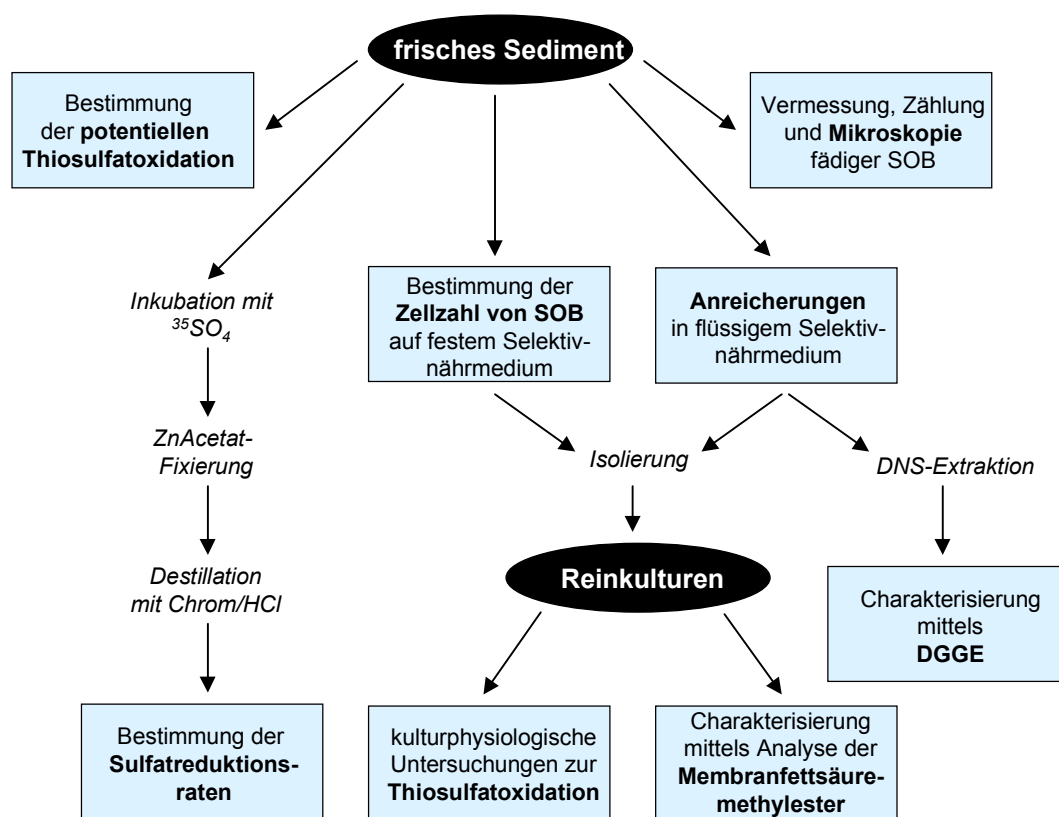 frisches Sediment
Bestimmung
der potentiellen
Thiosulfatoxidation
Vermessung, Zählung
und Mikroskopie
fädiger SOB
Inkubation mit
³⁵SO₄
Bestimmung der
Zellzahl von SOB
auf festem Selektiv-
nährmedium
Anreicherungen
in flüssigem Selektiv-
nährmedium
ZnAcetat-
Fixierung
Isolierung
DNS-Extraktion
Destillation
mit Chrom/HCl
Reinkulturen
Charakterisierung
mittels
DGGE
Bestimmung der
Sulfatreduktions-
raten
kulturphysiologische
Untersuchungen zur
Thiosulfatoxidation
Charakterisierung
mittels Analyse der
Membranfettsäure-
methylester